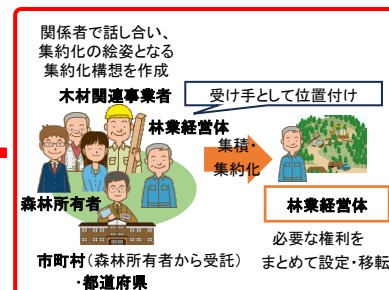 関係者で話し合い、
集約化の絵姿となる
集約化構想を作成
木材関連事業者
受け手として位置付け
林業経営体
集積・
集約化
森林所有者
林業経営体
市町村(森林所有者から受託)
・都道府県
必要な権利を
まとめて設定・移転